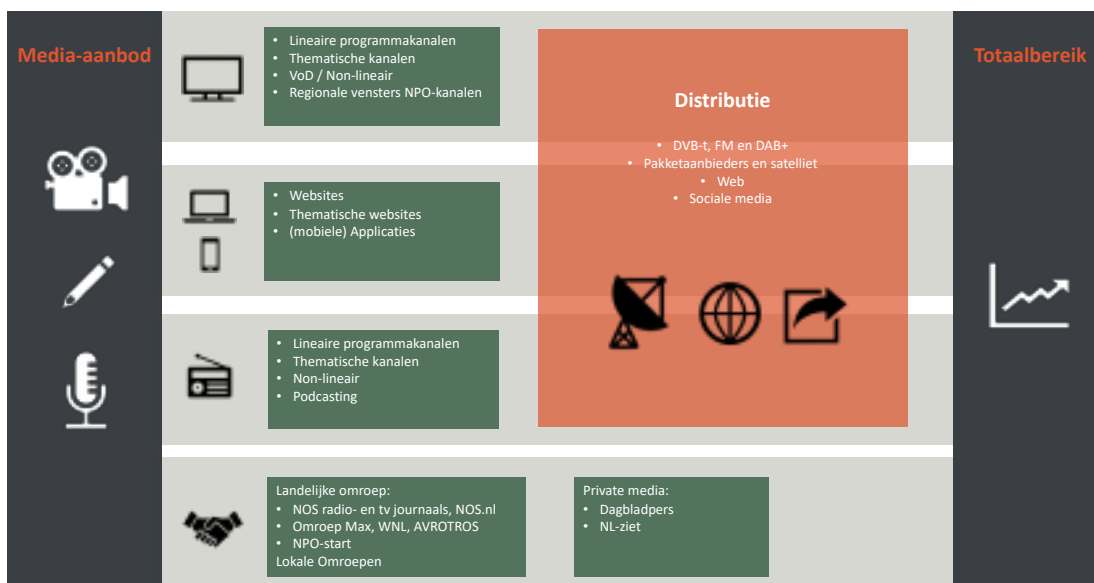 Media-aanbod
• Lineaire programmakanalen
• Thematische kanalen
• VoD / Non-lineair
• Regionale vensters NPO-kanalen
• Websites
• Thematische websites
• (mobiele) Applicaties
• Lineaire programmakanalen
• Thematische kanalen
• Non-lineair
• Podcasting
Distributie
• DVB-t, FM en DAB+
• Pakketaanbieders en satelliet
• Web
• Sociale media
Totaalbereik
Landelijke omroep:
• NOS radio- en tv journaals, NOS.nl
• Omroep Max, WNL, AVROTROS
• NPO-start
Lokale Omroepen
Private media:
• Dagbladpers
• NL-ziet